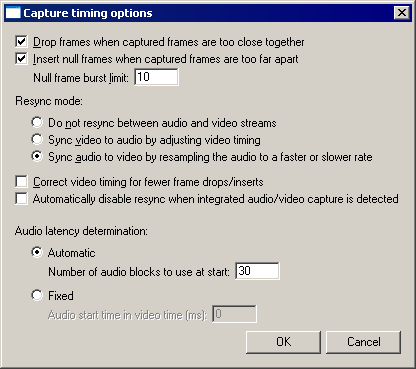 Capture timing options
Drop frames when captured frames are too close together
Insert null frames when captured frames are too far apart
Null frame burst limit: 10
Resync mode:
Do not resync between audio and video streams
Sync video to audio by adjusting video timing
Sync audio to video by resampling the audio to a faster or slower rate
Correct video timing for fewer frame drops/inserts
Automatically disable resync when integrated audio/video capture is detected
Audio latency determination:
Automatic
Number of audio blocks to use at start: 30
Fixed
Audio start time in video time (ms): 0
OK Cancel